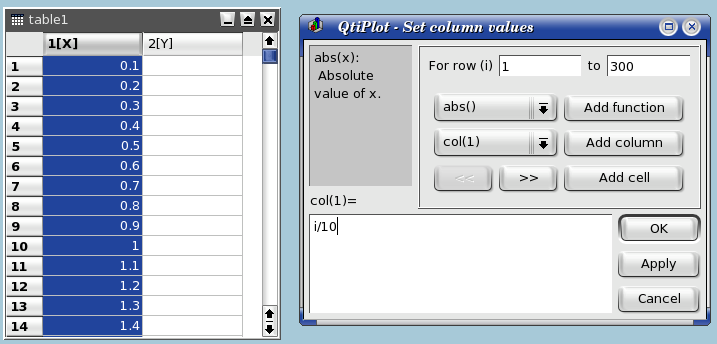 table1
1[X] 2[Y]
1 0.1
2 0.2
3 0.3
4 0.4
5 0.5
6 0.6
7 0.7
8 0.8
9 0.9
10 1
11 1.1
12 1.2
13 1.3
14 1.4
QtiPlot - Set column values
abs(x):
Absolute
value of x.
For row (i) 1 to 300
abs() Add function
col(1) Add column
<< >> Add cell
col(1)=
i/10
OK
Apply
Cancel